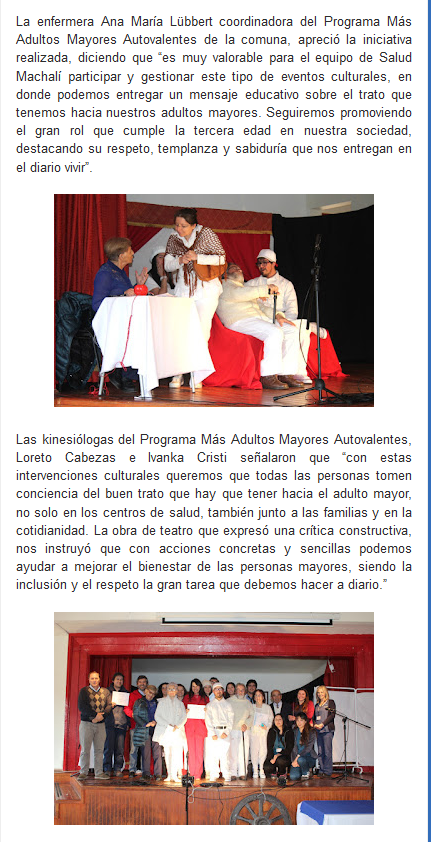 La enfermera Ana María Lübbert coordinadora del Programa Más
Adultos Mayores Autovalentes de la comuna, apreció la iniciativa
realizada, diciendo que “es muy valorable para el equipo de Salud
Machalí participar y gestionar este tipo de eventos culturales, en
donde podemos entregar un mensaje educativo sobre el trato que
tenemos hacia nuestros adultos mayores. Seguiremos promoviendo
el gran rol que cumple la tercera edad en nuestra sociedad,
destacando su respeto, templanza y sabiduría que nos entregan en
el diario vivir”.
Las kinesiólogas del Programa Más Adultos Mayores Autovalentes,
Loreto Cabezas e Ivanka Cristi señalaron que “con estas
intervenciones culturales queremos que todas las personas tomen
conciencia del buen trato que hay que tener hacia el adulto mayor,
no solo en los centros de salud, también junto a las familias y en la
cotidianidad. La obra de teatro que expresó una crítica constructiva,
nos instruyó que con acciones concretas y sencillas podemos
ayudar a mejorar el bienestar de las personas mayores, siendo la
inclusión y el respeto la gran tarea que debemos hacer a diario.”